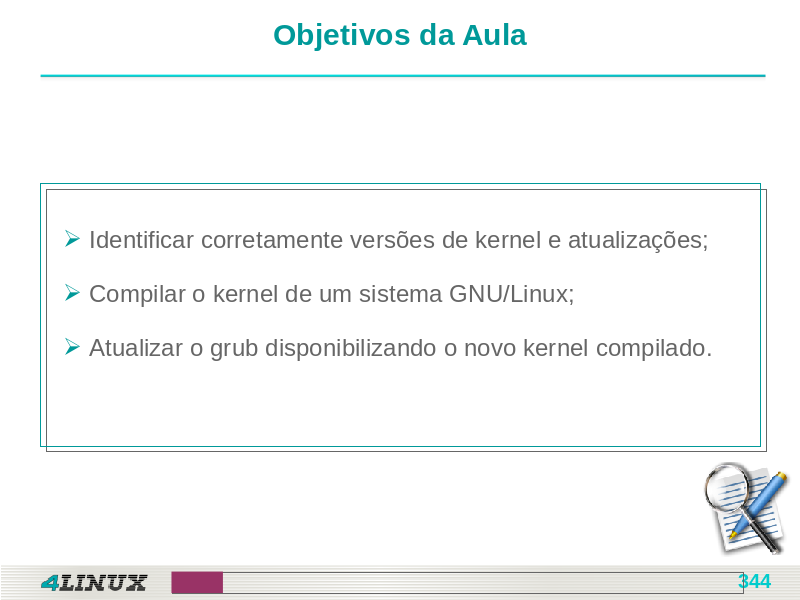 Objetivos da Aula
Identificar corretamente versões de kernel e atualizações;
Compilar o kernel de um sistema GNU/Linux;
Atualizar o grub disponibilizando o novo kernel compilado.
4LINUX
344